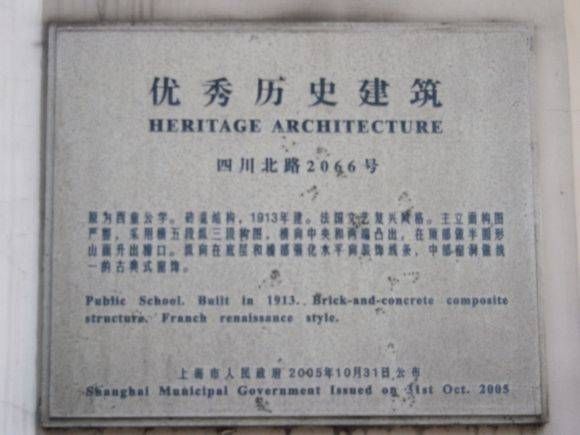 优秀历史建筑
HERITAGE ARCHITECTURE
四川北路2066号
原为西童公学。砖混结构，1913年建。法国文艺复兴风格。主立面构图
严整，采用横五段纵三段构图，横向中央和两端凸出，在顶部做半圆形
山面升出檐口。纵向在底层和檐部强化水平向装饰线条，中部窗洞做统
一的古典式窗饰。
Public School. Built in 1913. Brick-and-concrete composite
structure. Franch renaissance style.
上海市人民政府 2005年10月31日公布
Shanghai Municipal Government Issued on 31st Oct. 2005